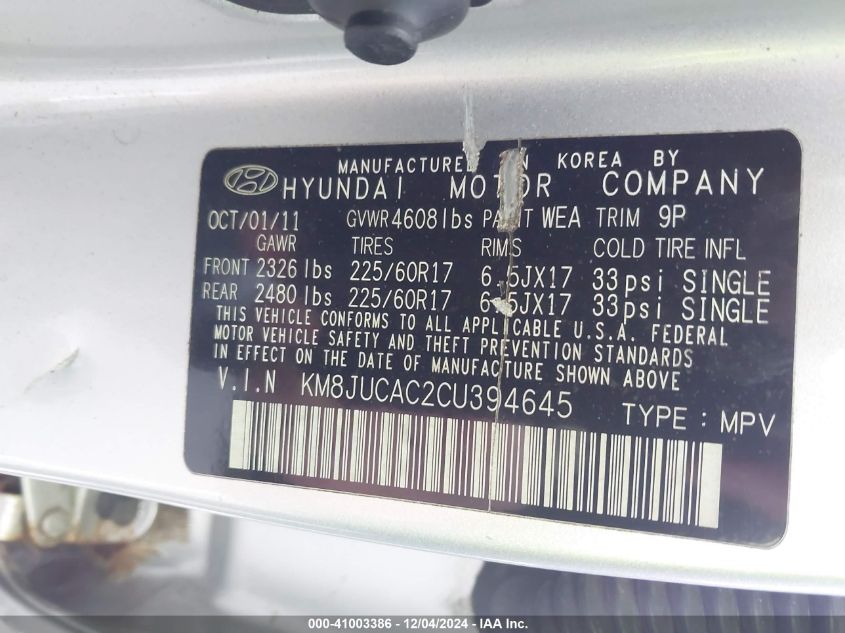 MANUFACTURED IN KOREA BY
HYUNDAI MOTOR COMPANY
OCT/01/11 GVWR 4608lbs PAINT WEA TRIM 9P
GAWR TIRES RIMS COLD TIRE INFL
FRONT 2326 lbs 225/60R17 6.5JX17 33psi SINGLE
REAR 2480 lbs 225/60R17 6.5JX17 33psi SINGLE
THIS VEHICLE CONFORMS TO ALL APPLICABLE U.S.A. FEDERAL
MOTOR VEHICLE SAFETY AND THEFT PREVENTION STANDARDS
IN EFFECT ON THE DATE OF MANUFACTURE SHOWN ABOVE
V.I.N KM8JUCAC2CU394645 TYPE : MPV
000-41003386 - 12/04/2024 - IAA Inc.